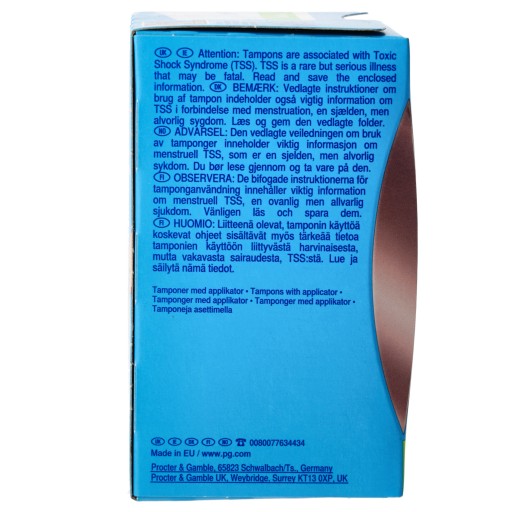 UK IE Attention: Tampons are associated with Toxic
Shock Syndrome (TSS). TSS is a rare but serious illness
that may be fatal. Read and save the enclosed
information. DK BEMÆRK: Vedlagte instruktioner om
brug af tampon indeholder også vigtig information om
TSS i forbindelse med menstruation, en sjælden, men
alvorlig sygdom. Læs og gem den vedlagte folder.
NO ADVARSEL: Den vedlagte veiledningen om bruk
av tamponger inneholder viktig informasjon om
menstruell TSS, som er en sjelden, men alvorlig
sykdom. Du bør lese gjennom og ta vare på den.
OBSERVERA: De bifogade instruktionerna för
tamponganvändning innehåller viktig information
om menstruell TSS, en ovanlig men allvarlig
sjukdom. Vänligen läs och spara dem.
FI HUOMIO: Liitteenä olevat, tamponin käyttöä
koskevat ohjeet sisältävät myös tärkeää tietoa
tamponien käyttöön liittyvästä harvinaisesta,
mutta vakavasta sairaudesta, TSS:stä. Lue ja
säilytä nämä tiedot.
Tamponer med applikator • Tampons with applicator •
Tamponger med applikator • Tamponger med applikator •
Tamponeja asettimella
☎ 0080077634434
Made in EU / www.pg.com
Procter & Gamble, 65823 Schwalbach/Ts., Germany
Procter & Gamble UK, Weybridge, Surrey KT13 0XP, UK